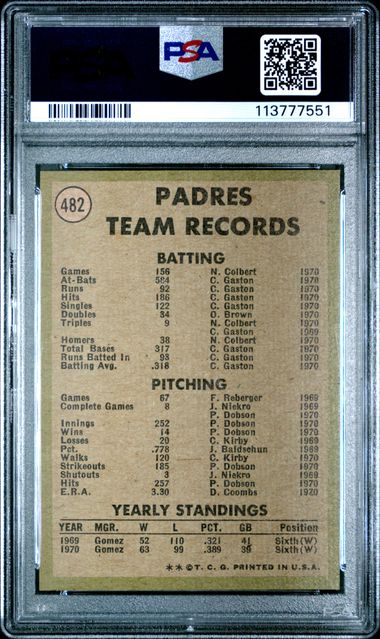 PSA
113777551
482
PADRES
TEAM RECORDS
BATTING
Games 156 N. Colbert 1970
At-Bats 584 C. Gaston 1970
Runs 92 C. Gaston 1970
Hits 186 C. Gaston 1970
Singles 122 C. Gaston 1970
Doubles 34 O. Brown 1970
Triples 9 N. Colbert 1970
C. Gaston 1969
Homers 38 N. Colbert 1970
Total Bases 317 C. Gaston 1970
Runs Batted In 93 C. Gaston 1970
Batting Avg. .318 C. Gaston 1970
PITCHING
Games 67 F. Reberger 1969
Complete Games 8 J. Niekro 1969
P. Dobson 1970
Innings 252 P. Dobson 1970
Wins 14 P. Dobson 1970
Losses 20 C. Kirby 1969
Pct. .778 J. Baldschun 1969
Walks 120 C. Kirby 1970
Strikeouts 185 P. Dobson 1970
Shutouts 3 J. Niekro 1969
Hits 257 P. Dobson 1970
E.R.A. 3.30 D. Coombs 1970
YEARLY STANDINGS
YEAR MGR. W L PCT. GB Position
1969 Gomez 52 110 .321 41 Sixth (W)
1970 Gomez 63 99 .389 39 Sixth (W)
**© T. C. G. PRINTED IN U.S.A.